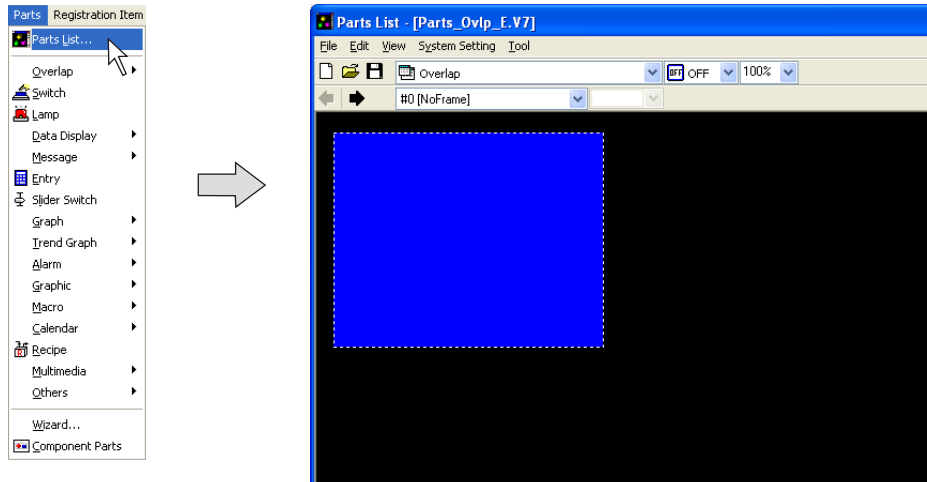 Parts Registration Item
Parts List...
Overlap
Switch
Lamp
Data Display
Message
Entry
Slider Switch
Graph
Trend Graph
Alarm
Graphic
Macro
Calendar
Recipe
Multimedia
Others
Wizard...
Component Parts
Parts List - [Parts_Ovlp_E.V7]
File Edit View System Setting Tool
Overlap OFF OFF 100%
#0 [NoFrame]